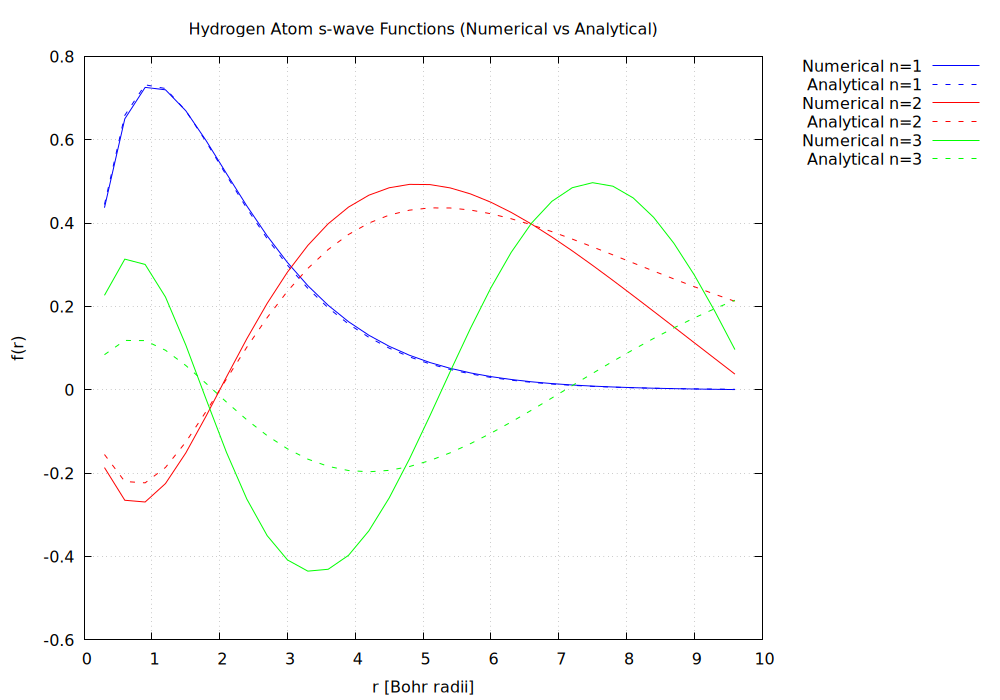 Hydrogen Atom s-wave Functions (Numerical vs Analytical)
Numerical n=1
Analytical n=1
Numerical n=2
Analytical n=2
Numerical n=3
Analytical n=3
f(r)
0.8
0.6
0.4
0.2
0
-0.2
-0.4
-0.6
0 1 2 3 4 5 6 7 8 9 10
r [Bohr radii]